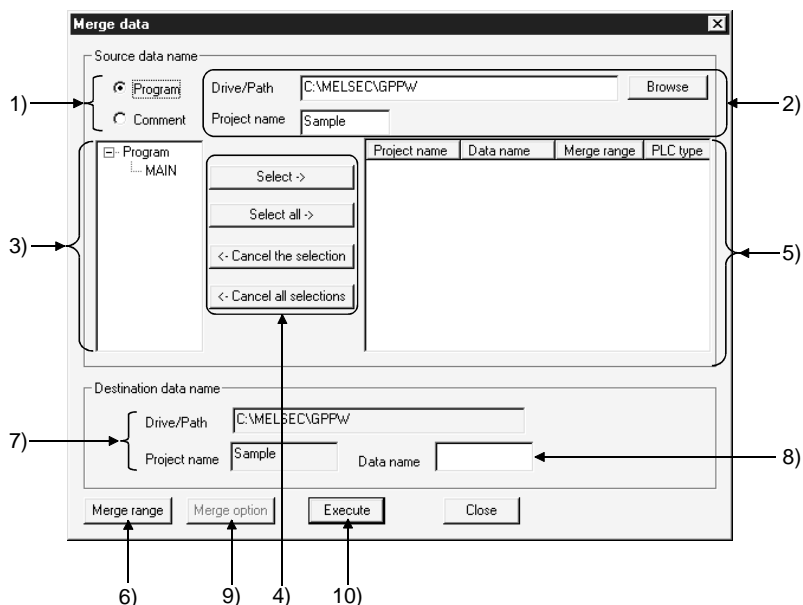 Merge data
Source data name
1)
Program
Comment
Drive/Path C:\MELSEC\GPPW Browse
Project name Sample
2)
3)
Program
MAIN
Select ->
Select all ->
<- Cancel the selection
<- Cancel all selections
Project name Data name Merge range PLC type
5)
Destination data name
7)
Drive/Path C:\MELSEC\GPPW
Project name Sample Data name
8)
Merge range Merge option Execute Close
6) 9) 4) 10)